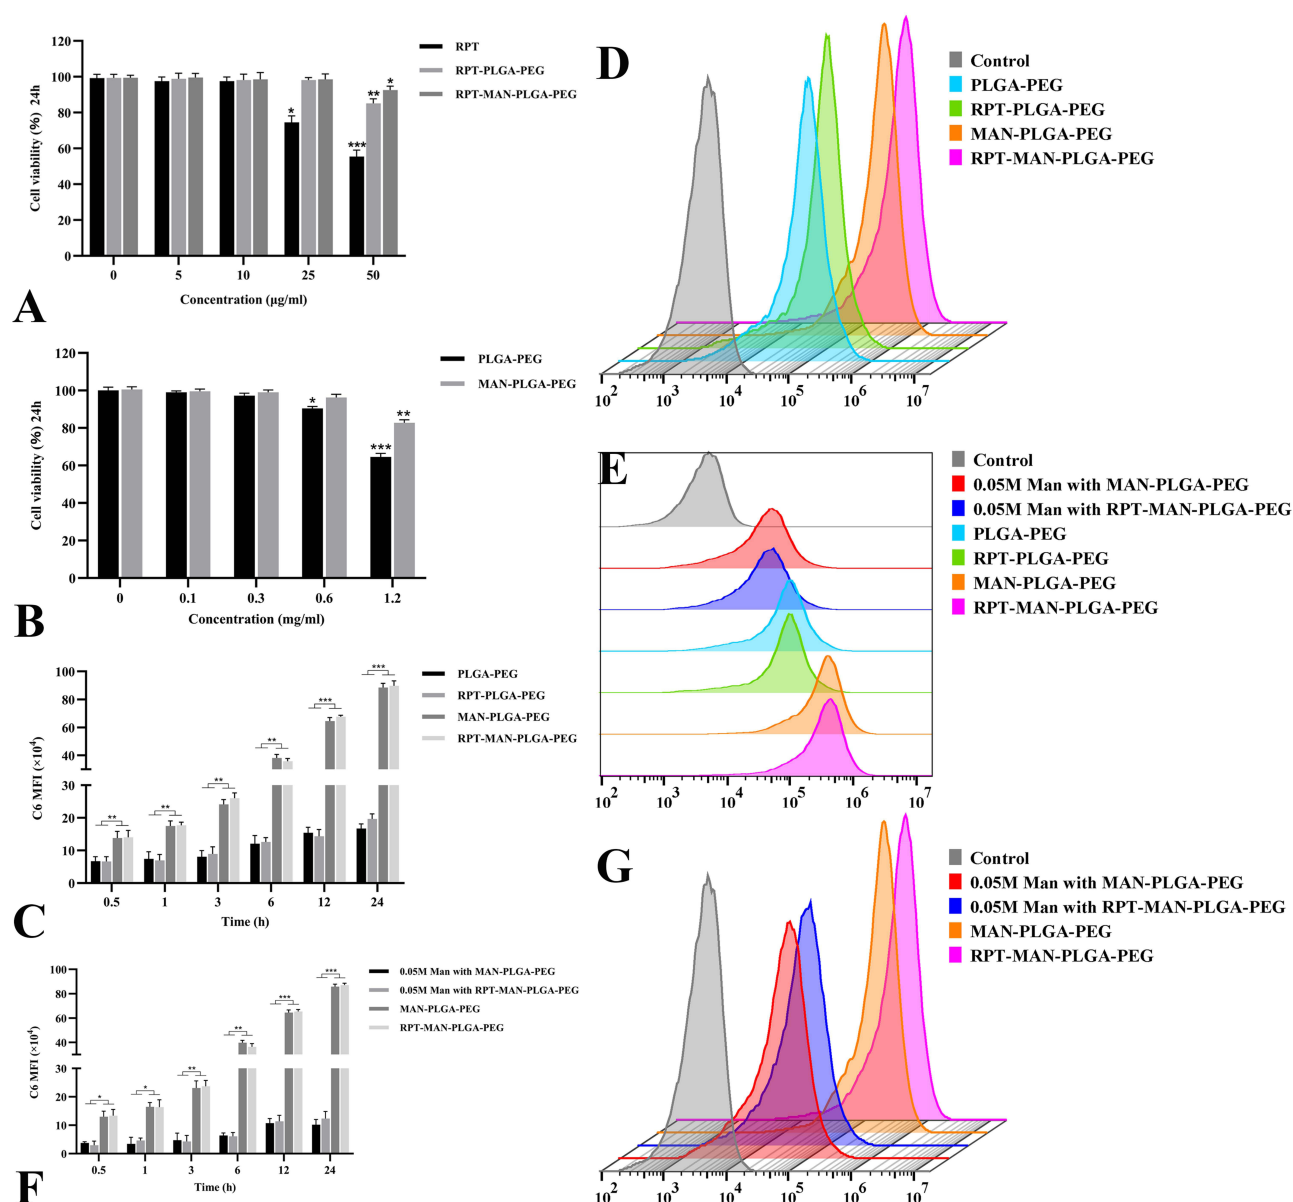 120
100
80
60
40
20
0
Cell viability (%) 24h
RPT
RPT-PLGA-PEG
RPT-MAN-PLGA-PEG
*
***
**
*
0 5 10 25 50
Concentration (μg/ml)
A
120
100
80
60
40
20
0
Cell viability (%) 24h
PLGA-PEG
MAN-PLGA-PEG
*
***
**
0 0.1 0.3 0.6 1.2
Concentration (mg/ml)
B
100
80
60
40
30
20
10
0
C6 MFI (×10⁴)
PLGA-PEG
RPT-PLGA-PEG
MAN-PLGA-PEG
RPT-MAN-PLGA-PEG
**
**
**
**
***
***
0.5 1 3 6 12 24
Time (h)
C
100
80
60
40
30
20
10
0
C6 MFI (×10⁴)
0.05M Man with MAN-PLGA-PEG
0.05M Man with RPT-MAN-PLGA-PEG
MAN-PLGA-PEG
RPT-MAN-PLGA-PEG
*
*
**
**
***
***
0.5 1 3 6 12 24
Time (h)
F
D
Control
PLGA-PEG
RPT-PLGA-PEG
MAN-PLGA-PEG
RPT-MAN-PLGA-PEG
10² 10³ 10⁴ 10⁵ 10⁶ 10⁷
E
Control
0.05M Man with MAN-PLGA-PEG
0.05M Man with RPT-MAN-PLGA-PEG
PLGA-PEG
RPT-PLGA-PEG
MAN-PLGA-PEG
RPT-MAN-PLGA-PEG
10² 10³ 10⁴ 10⁵ 10⁶ 10⁷
G
Control
0.05M Man with MAN-PLGA-PEG
0.05M Man with RPT-MAN-PLGA-PEG
MAN-PLGA-PEG
RPT-MAN-PLGA-PEG
10² 10³ 10⁴ 10⁵ 10⁶ 10⁷